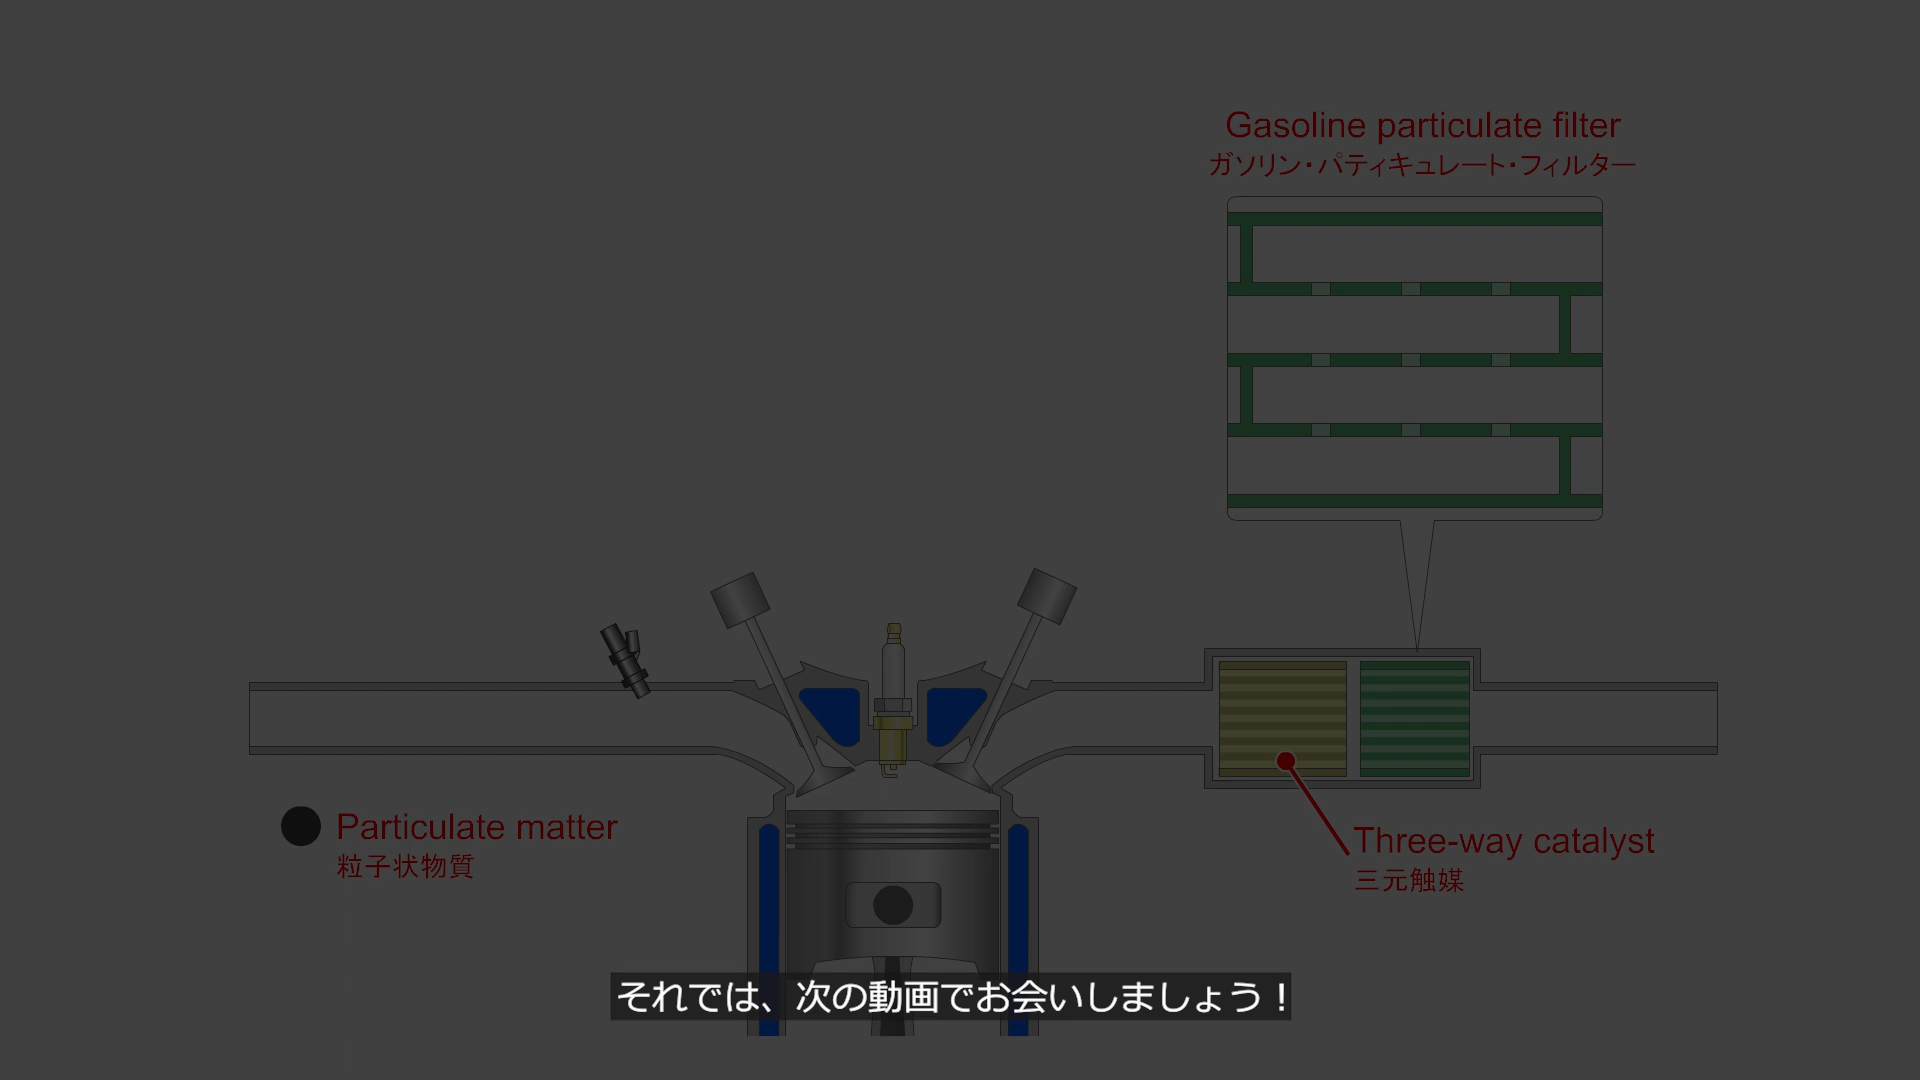 Gasoline particulate filter
ガソリン・パティキュレート・フィルター
Particulate matter
粒子状物質
Three-way catalyst
三元触媒
それでは、次の動画でお会いしましょう！